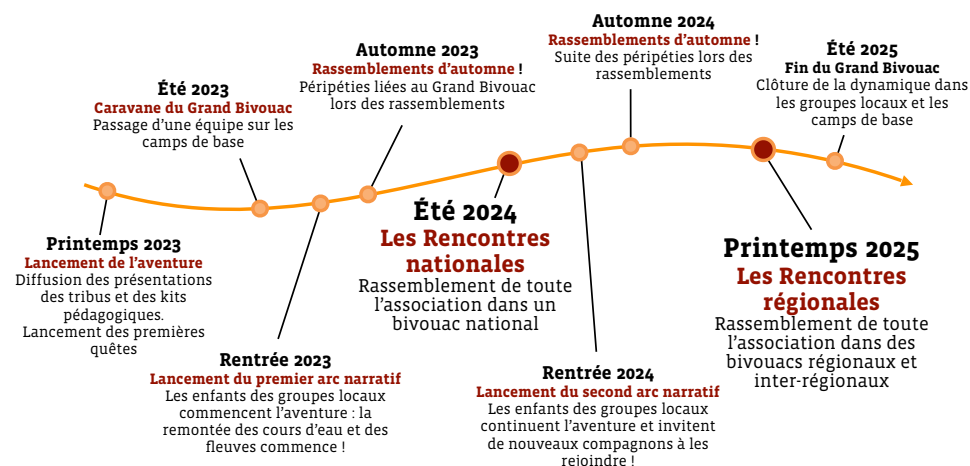 Printemps 2023
Lancement de l'aventure
Diffusion des présentations
des tribus et des kits
pédagogiques.
Lancement des premières
quêtes
Été 2023
Caravane du Grand Bivouac
Passage d'une équipe sur les
camps de base
Rentrée 2023
Lancement du premier arc narratif
Les enfants des groupes locaux
commencent l'aventure : la
remontée des cours d'eau et des
fleuves commence !
Automne 2023
Rassemblements d'automne !
Péripéties liées au Grand Bivouac
lors des rassemblements
Été 2024
Les Rencontres
nationales
Rassemblement de toute
l'association dans un
bivouac national
Rentrée 2024
Lancement du second arc narratif
Les enfants des groupes locaux
continuent l'aventure et invitent
de nouveaux compagnons à les
rejoindre !
Automne 2024
Rassemblements d'automne !
Suite des péripéties lors des
rassemblements
Printemps 2025
Les Rencontres
régionales
Rassemblement de toute
l'association dans des
bivouacs régionaux et
inter-régionaux
Été 2025
Fin du Grand Bivouac
Clôture de la dynamique dans
les groupes locaux et les
camps de base